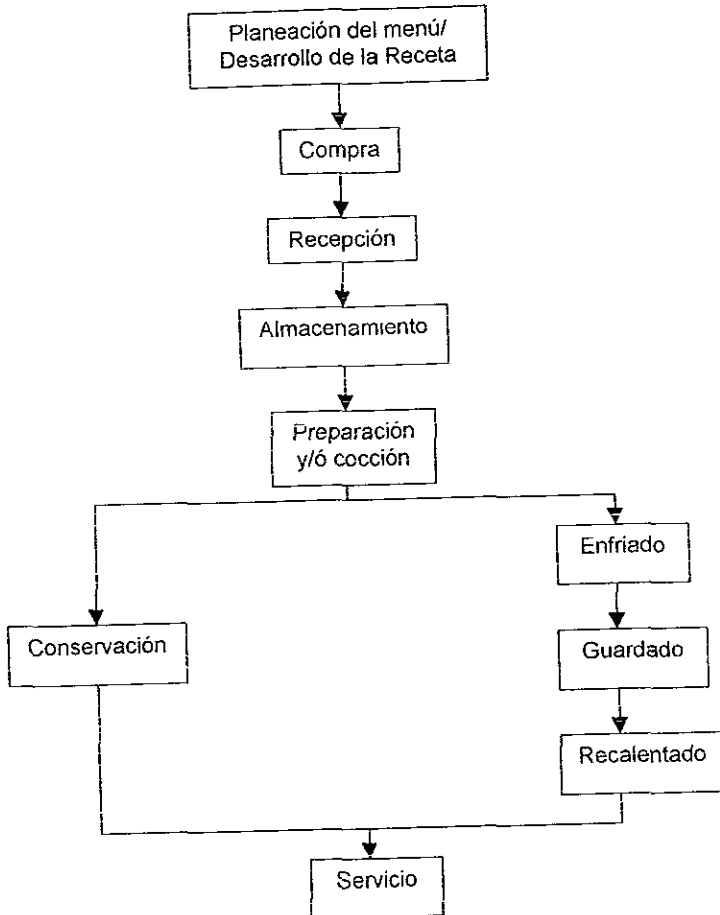 Planeación del menú/
Desarrollo de la Receta
Compra
Recepción
Almacenamiento
Preparación
y/ó cocción
Enfriado
Conservación
Guardado
Recalentado
Servicio